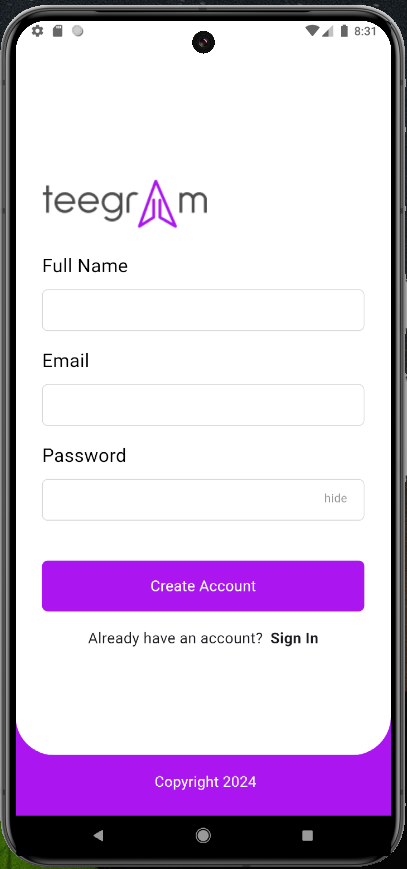 8:31
teegram
Full Name
Email
Password
hide
Create Account
Already have an account? Sign In
Copyright 2024